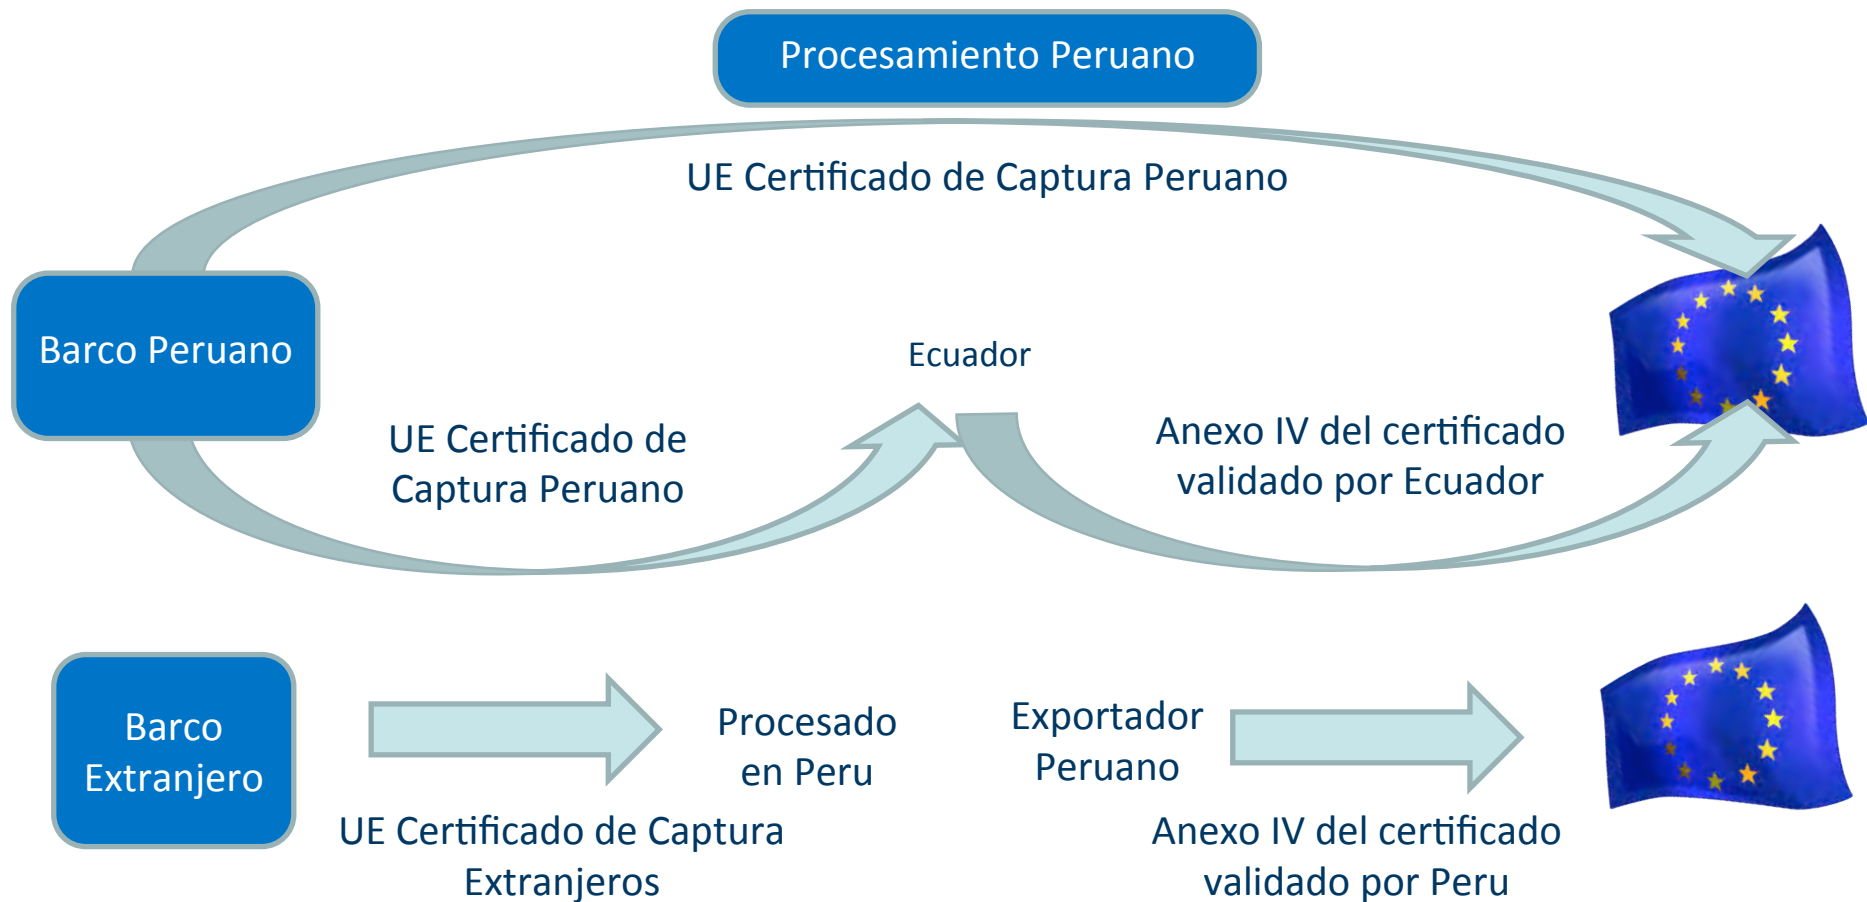 Procesamiento Peruano
UE Certificado de Captura Peruano
Barco Peruano
Ecuador
UE Certificado de
Captura Peruano
Anexo IV del certificado
validado por Ecuador
Barco
Extranjero
Procesado
en Peru
Exportador
Peruano
UE Certificado de Captura
Extranjeros
Anexo IV del certificado
validado por Peru